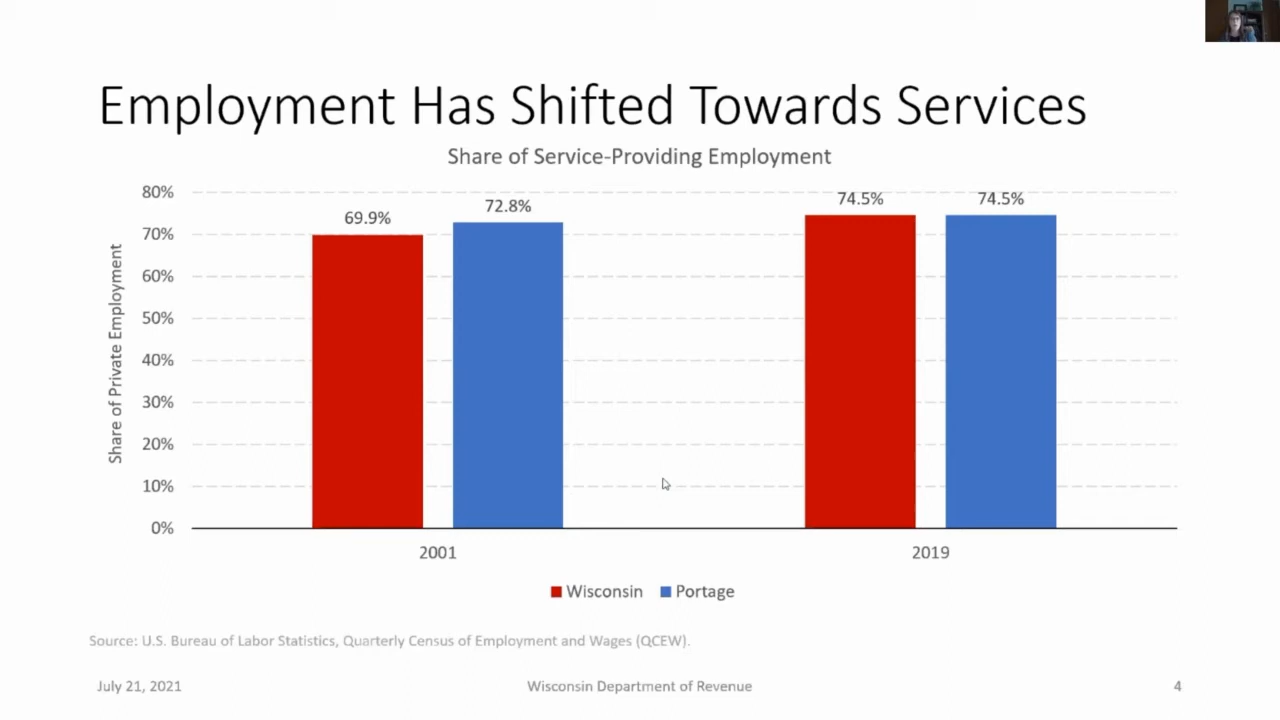 Employment Has Shifted Towards Services
Share of Service-Providing Employment
Share of Private Employment
80%
70%
60%
50%
40%
30%
20%
10%
0%
69.9%
72.8%
74.5%
74.5%
2001
2019
Wisconsin
Portage
Source: U.S. Bureau of Labor Statistics, Quarterly Census of Employment and Wages (QCEW).
July 21, 2021
Wisconsin Department of Revenue
4